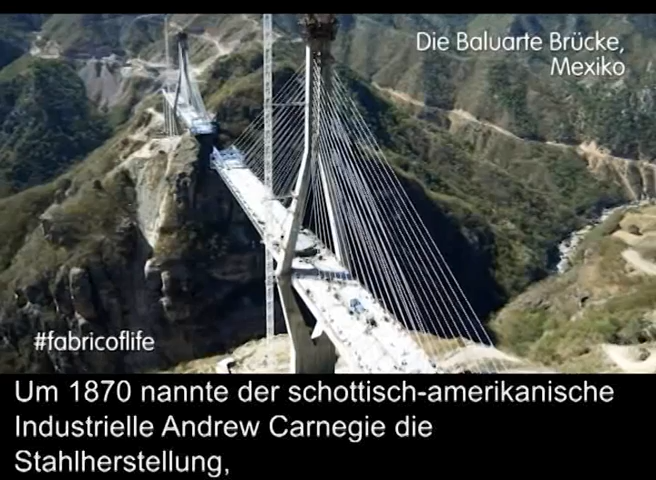 Die Baluarte Brücke,
Mexiko
#fabricoflife
Um 1870 nannte der schottisch-amerikanische
Industrielle Andrew Carnegie die
Stahlherstellung,